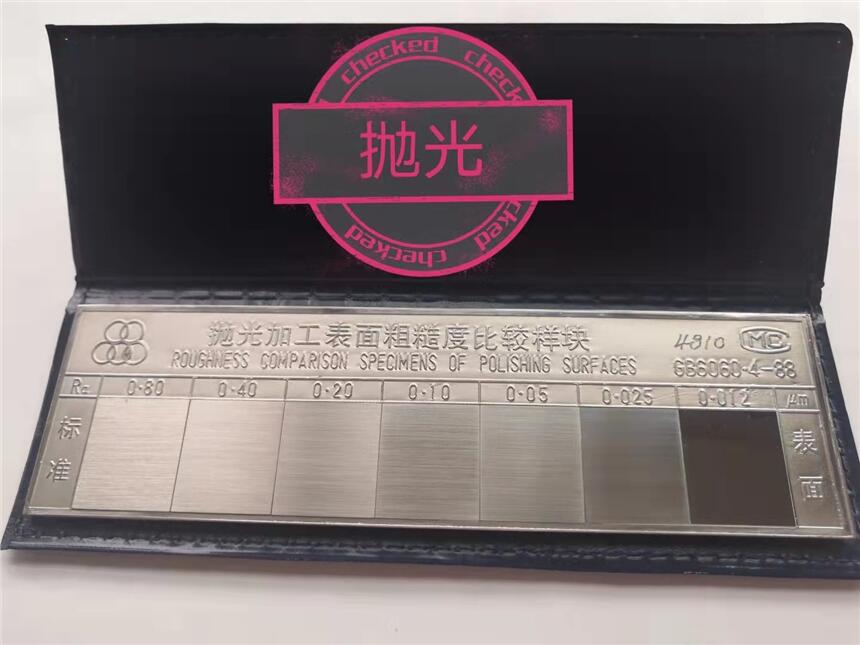 checked checked
抛光
checked checked
抛光加工表面粗糙度比较样块
4810
MC
ROUGHNESS COMPARISON SPECIMENS OF POLISHING SURFACES
GB6060·4-88
Ra 0·80 0·40 0·20 0·10 0·05 0·025 0·012 μm
标准
表面